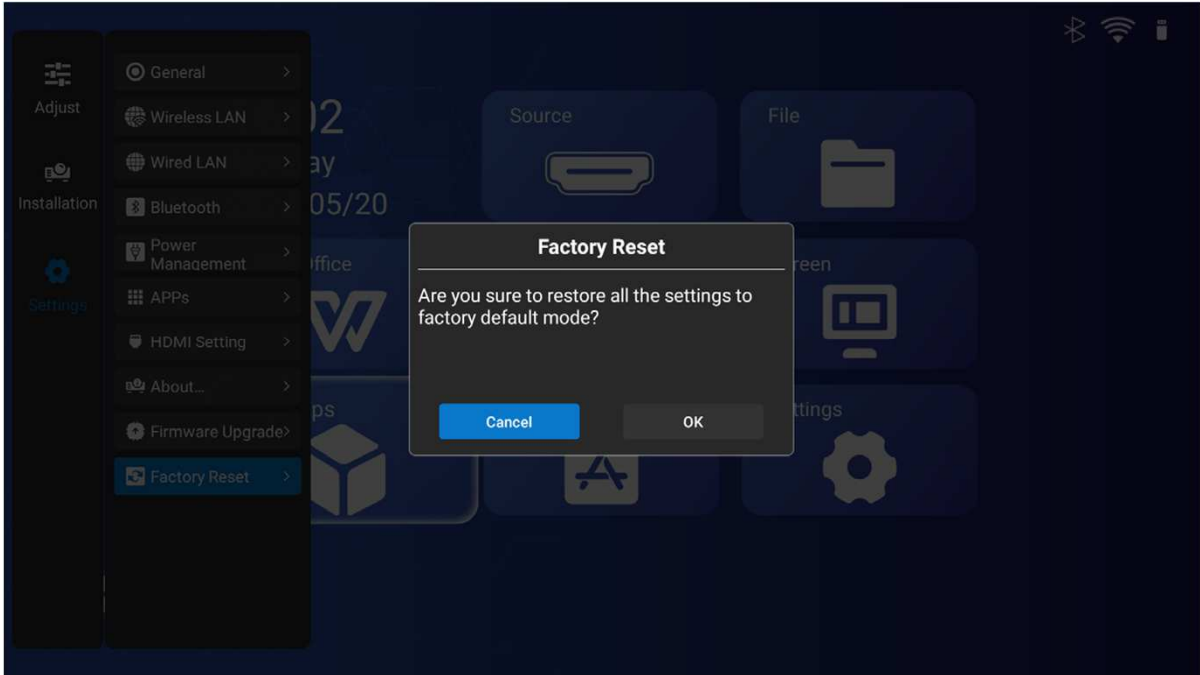 Adjust
Installation
Settings
General
Wireless LAN
Wired LAN
Bluetooth
Power
Management
APPs
HDMI Setting
About...
Firmware Upgrade
Factory Reset
02
ay
05/20
Source
File
ffice
reen
ps
ttings
Factory Reset
Are you sure to restore all the settings to
factory default mode?
Cancel
OK